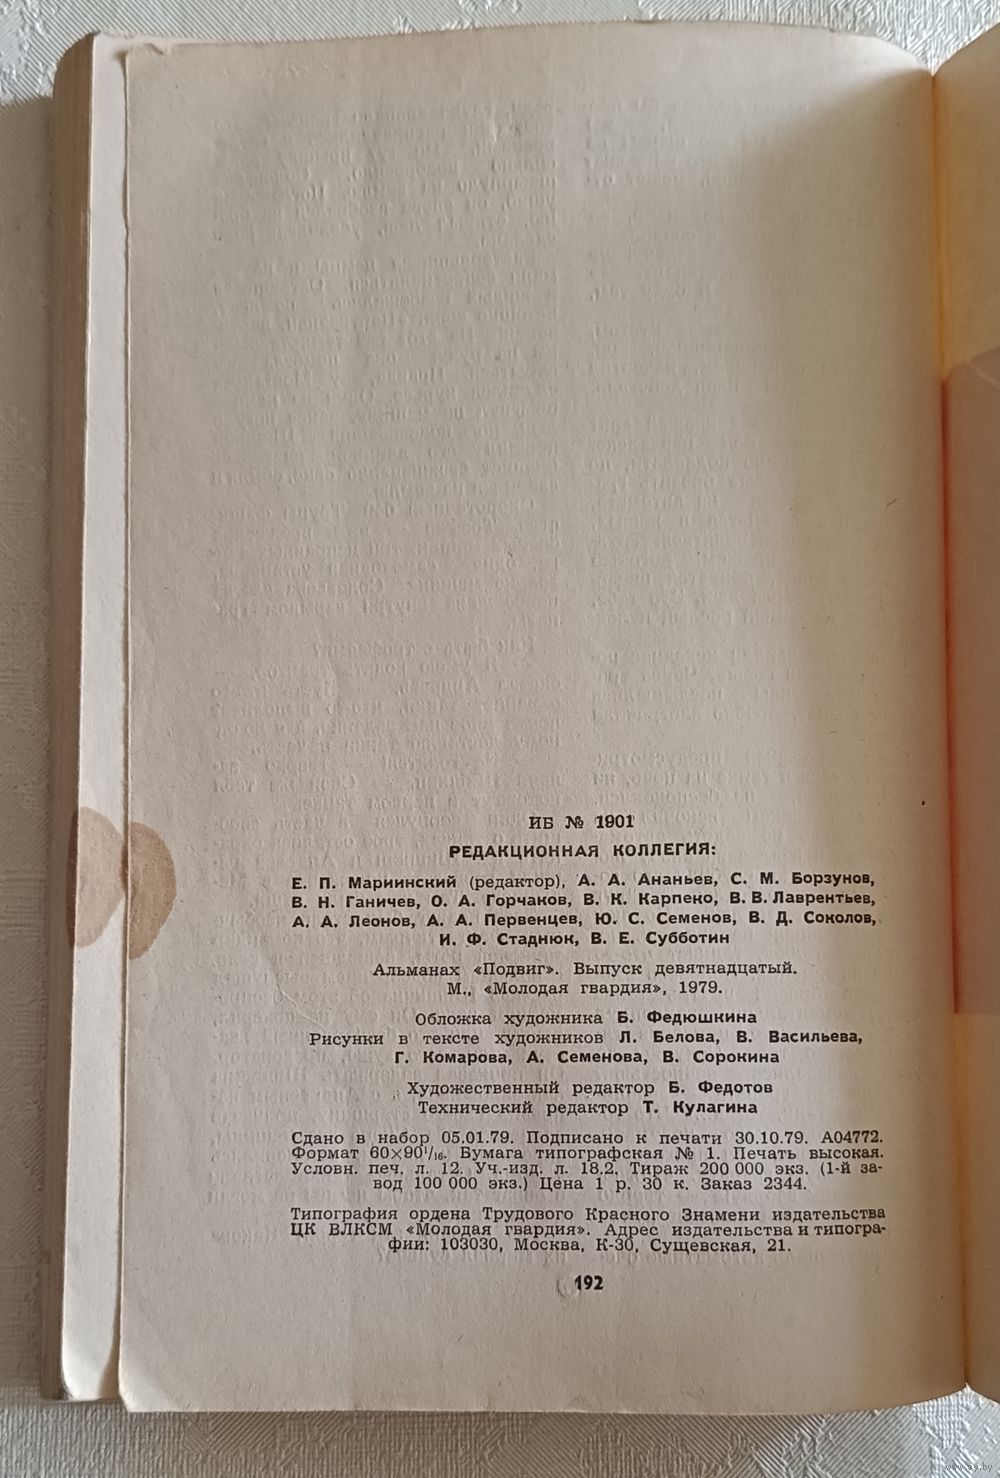 ИБ № 1901
РЕДАКЦИОННАЯ КОЛЛЕГИЯ:
Е. П. Мариинский (редактор), А. А. Ананьев, С. М. Борзунов,
В. Н. Ганичев, О. А. Горчаков, В. К. Карпеко, В. В. Лаврентьев,
А. А. Леонов, А. А. Первенцев, Ю. С. Семенов, В. Д. Соколов,
И. Ф. Стаднюк, В. Е. Субботин
Альманах «Подвиг». Выпуск девятнадцатый.
М., «Молодая гвардия», 1979.
Обложка художника Б. Федюшкина
Рисунки в тексте художников Л. Белова, В. Васильева,
Г. Комарова, А. Семенова, В. Сорокина
Художественный редактор Б. Федотов
Технический редактор Т. Кулагина
Сдано в набор 05.01.79. Подписано к печати 30.10.79. А04772.
Формат 60×90¹/₁₆. Бумага типографская № 1. Печать высокая.
Условн. печ. л. 12. Уч.-изд. л. 18,2. Тираж 200 000 экз. (1-й за-
вод 100 000 экз.) Цена 1 р. 30 к. Заказ 2344.
Типография ордена Трудового Красного Знамени издательства
ЦК ВЛКСМ «Молодая гвардия». Адрес издательства и типогра-
фии: 103030, Москва, К-30, Сущевская, 21.
192
www.ay.by